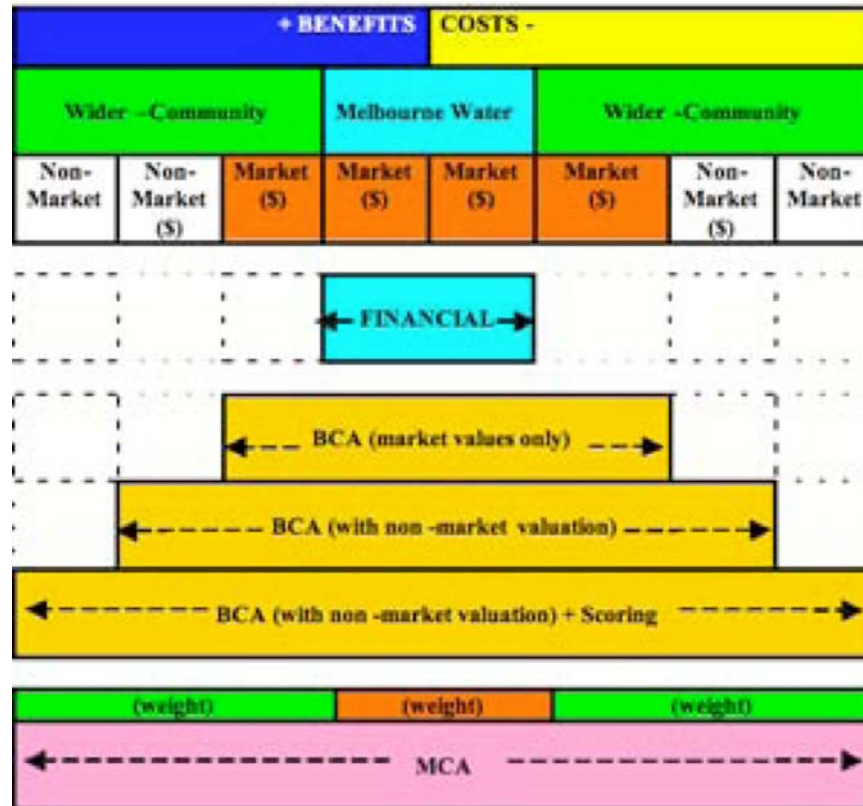 + BENEFITS COSTS -
Wider –Community Melbourne Water Wider -Community
Non-Market Non-Market ($) Market ($) Market ($) Market ($) Market ($) Non-Market ($) Non-Market
FINANCIAL
BCA (market values only)
BCA (with non -market valuation)
BCA (with non -market valuation) + Scoring
(weight) (weight) (weight)
MCA